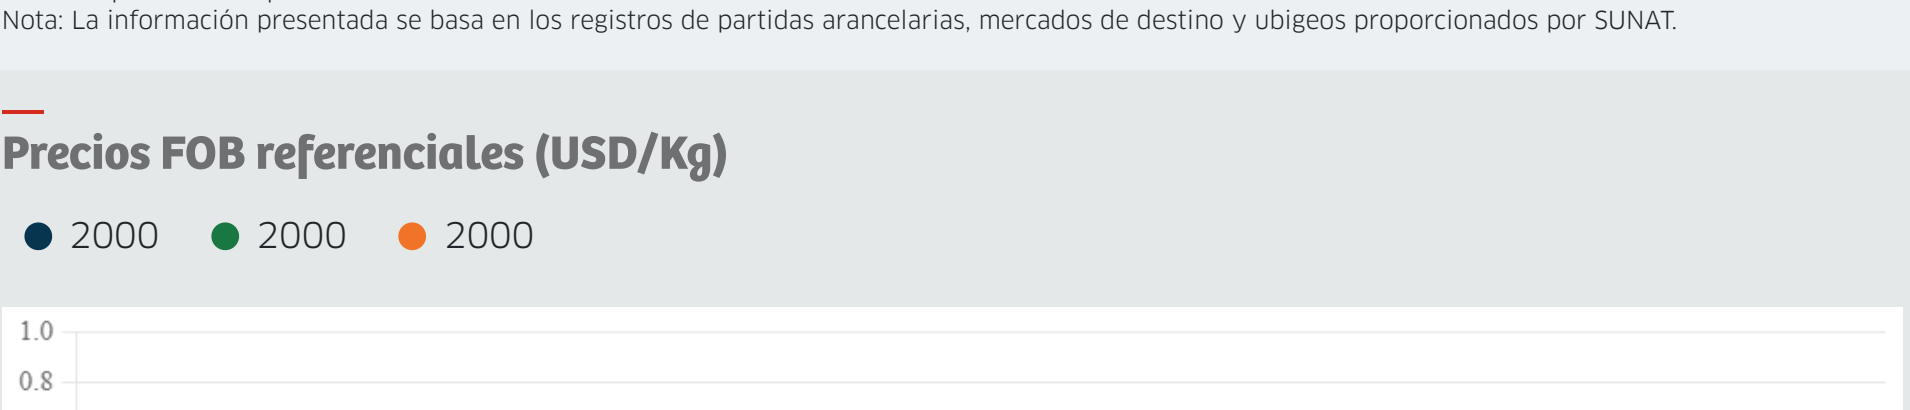 Nota: La información presentada se basa en los registros de partidas arancelarias, mercados de destino y ubigeos proporcionados por SUNAT.
Precios FOB referenciales (USD/Kg)
2000 2000 2000
1.0
0.8